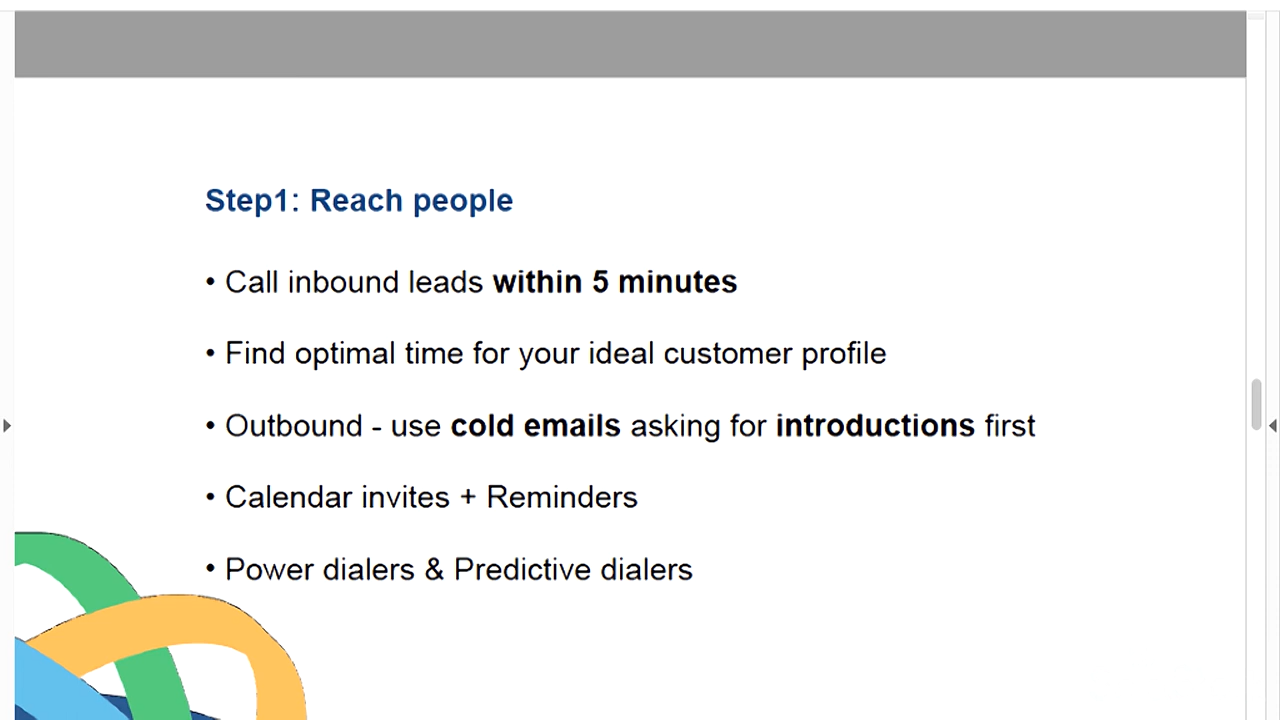 Step1: Reach people
• Call inbound leads within 5 minutes
• Find optimal time for your ideal customer profile
• Outbound - use cold emails asking for introductions first
• Calendar invites + Reminders
• Power dialers & Predictive dialers